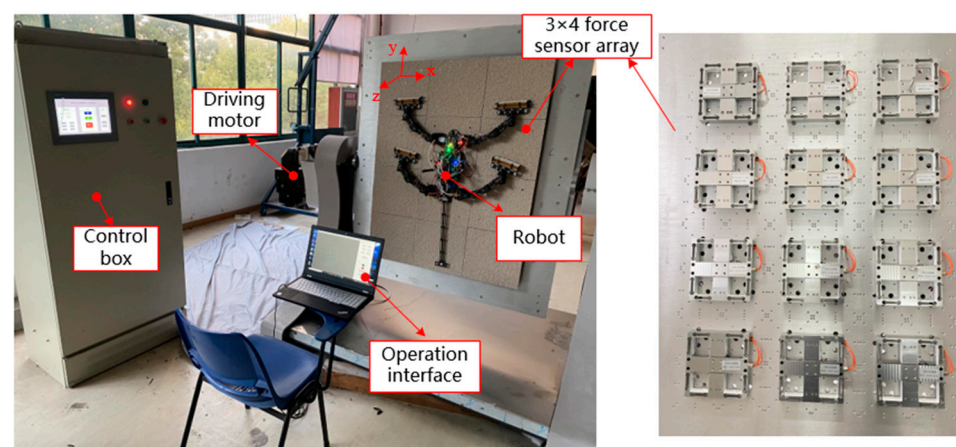 3×4 force
sensor array
Driving
motor
y
x
z
Control
box
Robot
Operation
interface